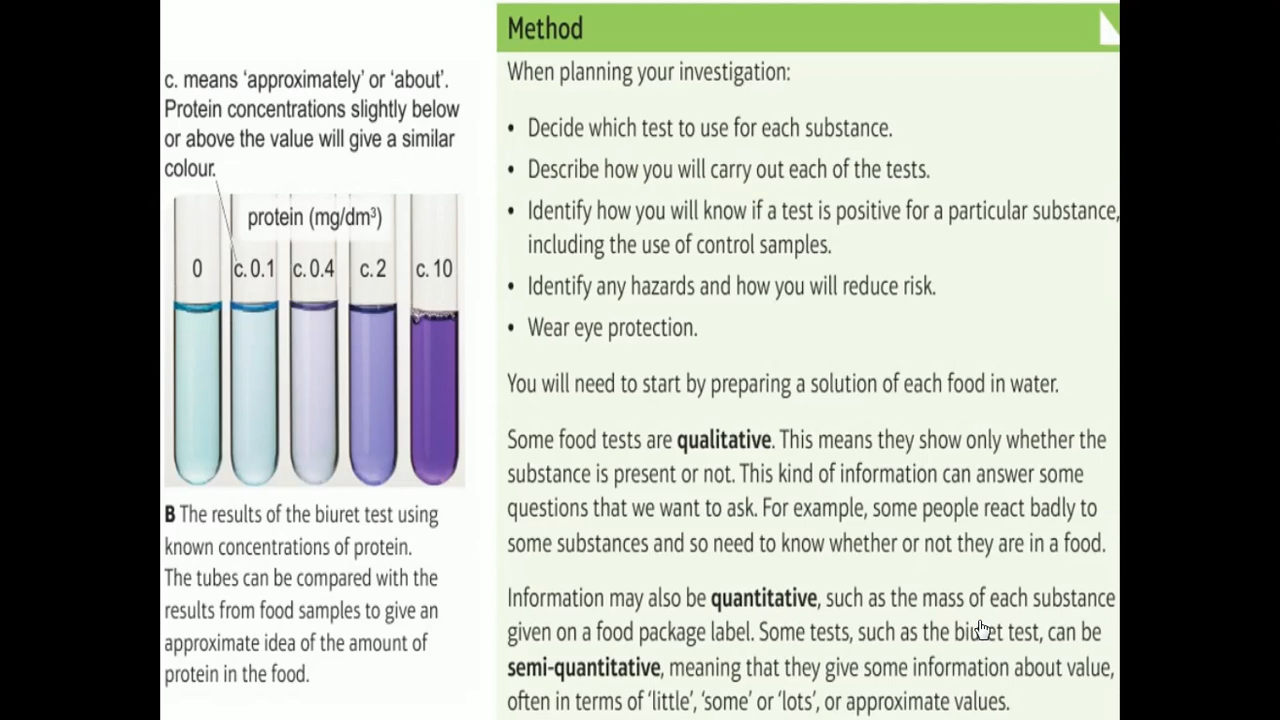 c. means ‘approximately’ or ‘about’.
Protein concentrations slightly below
or above the value will give a similar
colour.
protein (mg/dm³)
0
c. 0.1
c. 0.4
c. 2
c. 10
B The results of the biuret test using
known concentrations of protein.
The tubes can be compared with the
results from food samples to give an
approximate idea of the amount of
protein in the food.
Method
When planning your investigation:
• Decide which test to use for each substance.
• Describe how you will carry out each of the tests.
• Identify how you will know if a test is positive for a particular substance,
including the use of control samples.
• Identify any hazards and how you will reduce risk.
• Wear eye protection.
You will need to start by preparing a solution of each food in water.
Some food tests are qualitative. This means they show only whether the
substance is present or not. This kind of information can answer some
questions that we want to ask. For example, some people react badly to
some substances and so need to know whether or not they are in a food.
Information may also be quantitative, such as the mass of each substance
given on a food package label. Some tests, such as the biuret test, can be
semi-quantitative, meaning that they give some information about value,
often in terms of ‘little’, ‘some’ or ‘lots’, or approximate values.